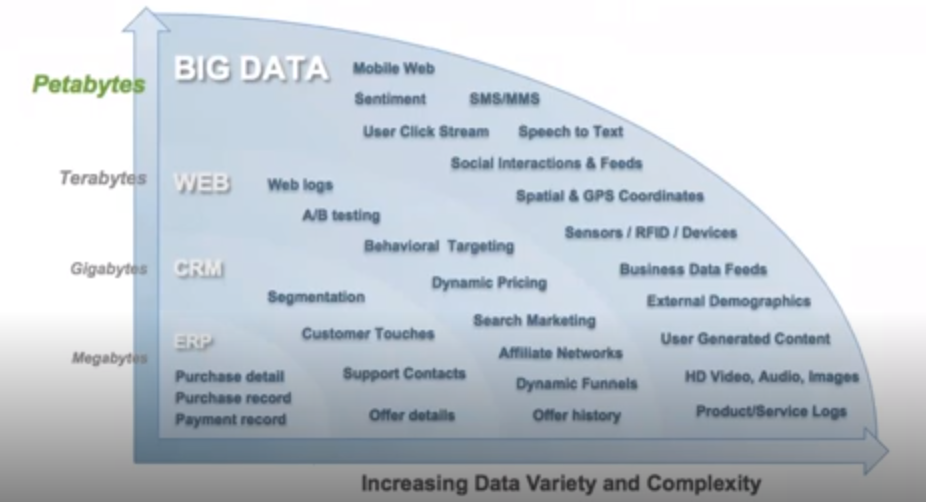 BIG DATA
Mobile Web
Petabytes
Sentiment
SMS/MMS
User Click Stream
Speech to Text
Social Interactions & Feeds
Terabytes
WEB
Web logs
Spatial & GPS Coordinates
A/B testing
Sensors / RFID / Devices
Behavioral Targeting
Gigabytes
CRM
Business Data Feeds
Dynamic Pricing
Segmentation
External Demographics
Search Marketing
Customer Touches
User Generated Content
ERP
Affiliate Networks
Megabytes
Purchase detail
Support Contacts
Dynamic Funnels
HD Video, Audio, Images
Purchase record
Payment record
Offer details
Offer history
Product/Service Logs
Increasing Data Variety and Complexity